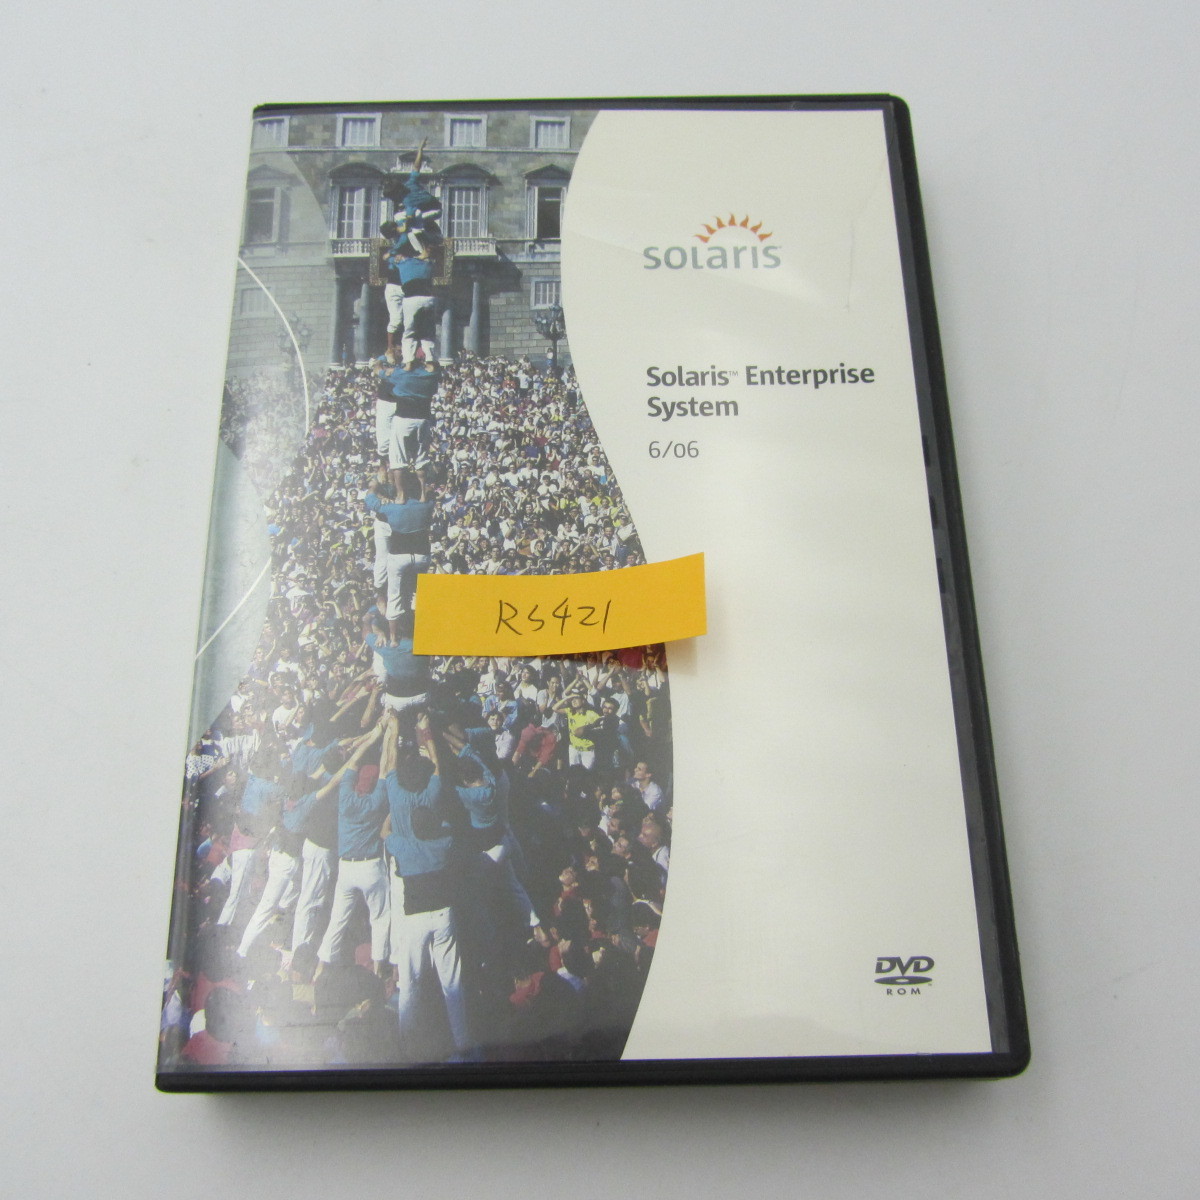 solaris
Solaris™ Enterprise
System
6/06
RS421
DVD
ROM